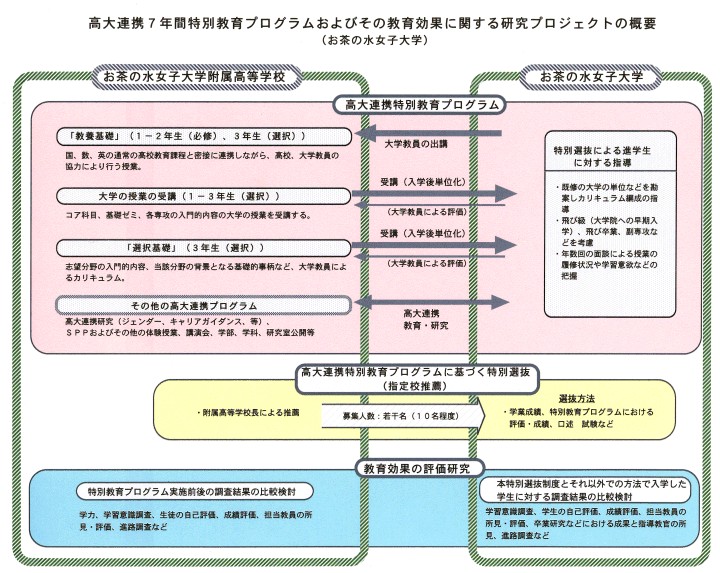 高大連携７年間特別教育プログラムおよびその教育効果に関する研究プロジェクトの概要
（お茶の水女子大学）
お茶の水女子大学附属高等学校
お茶の水女子大学
高大連携特別教育プログラム
「教養基礎」（１－２年生（必修）、３年生（選択））
国、数、英の通常の高校教育課程と密接に連携しながら、高校、大学教員の
協力により行う授業。
大学教員の出講
大学の授業の受講（１－３年生（選択））
コア科目、基礎ゼミ、各専攻の入門的内容の大学の授業を受講する。
受講（入学後単位化）
（大学教員による評価）
「選択基礎」（３年生（選択））
志望分野の入門的内容、当該分野の背景となる基礎的事柄など、大学教員によ
るカリキュラム。
受講（入学後単位化）
（大学教員による評価）
その他の高大連携プログラム
高大連携研究（ジェンダー、キャリアガイダンス、等）、
ＳＰＰおよびその他の体験授業、講演会、学部、学科、研究室公開等
高大連携
教育・研究
特別選抜による進学生
に対する指導
・既修の大学の単位などを勘
案しカリキュラム編成の指
導
・飛び級（大学院への早期入
学）、飛び卒業、副専攻な
どを考慮
・年数回の面談による授業の
履修状況や学習意欲などの
把握
高大連携特別教育プログラムに基づく特別選抜
（指定校推薦）
・附属高等学校長による推薦
募集人数：若干名（１０名程度）
選抜方法
・学業成績、特別教育プログラムにおける
評価・成績、口述　試験など
教育効果の評価研究
特別教育プログラム実施前後の調査結果の比較検討
学力、学習意識調査、生徒の自己評価、成績評価、担当教員の所
見・評価、進路調査など
本特別選抜制度とそれ以外での方法で入学した
学生に対する調査結果の比較検討
学習意識調査、学生の自己評価、成績評価、担当教員の
所見・評価、卒業研究などにおける成果と指導教官の所
見、進路調査など